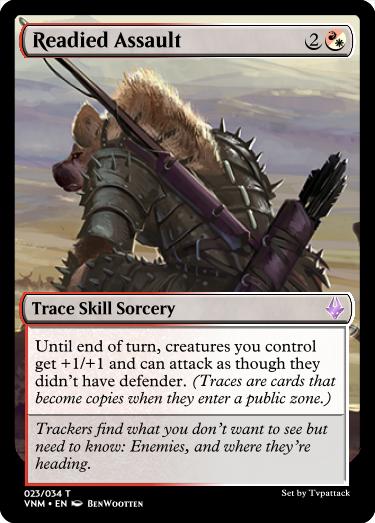 Readied Assault 2
Trace Skill Sorcery
Until end of turn, creatures you control
get +1/+1 and can attack as though they
didn't have defender. (Traces are cards that
become copies when they enter a public zone.)
Trackers find what you don't want to see but
need to know: Enemies, and where they're
heading.
023/034 T
VNM • EN BenWootten
Set by Tvpattack